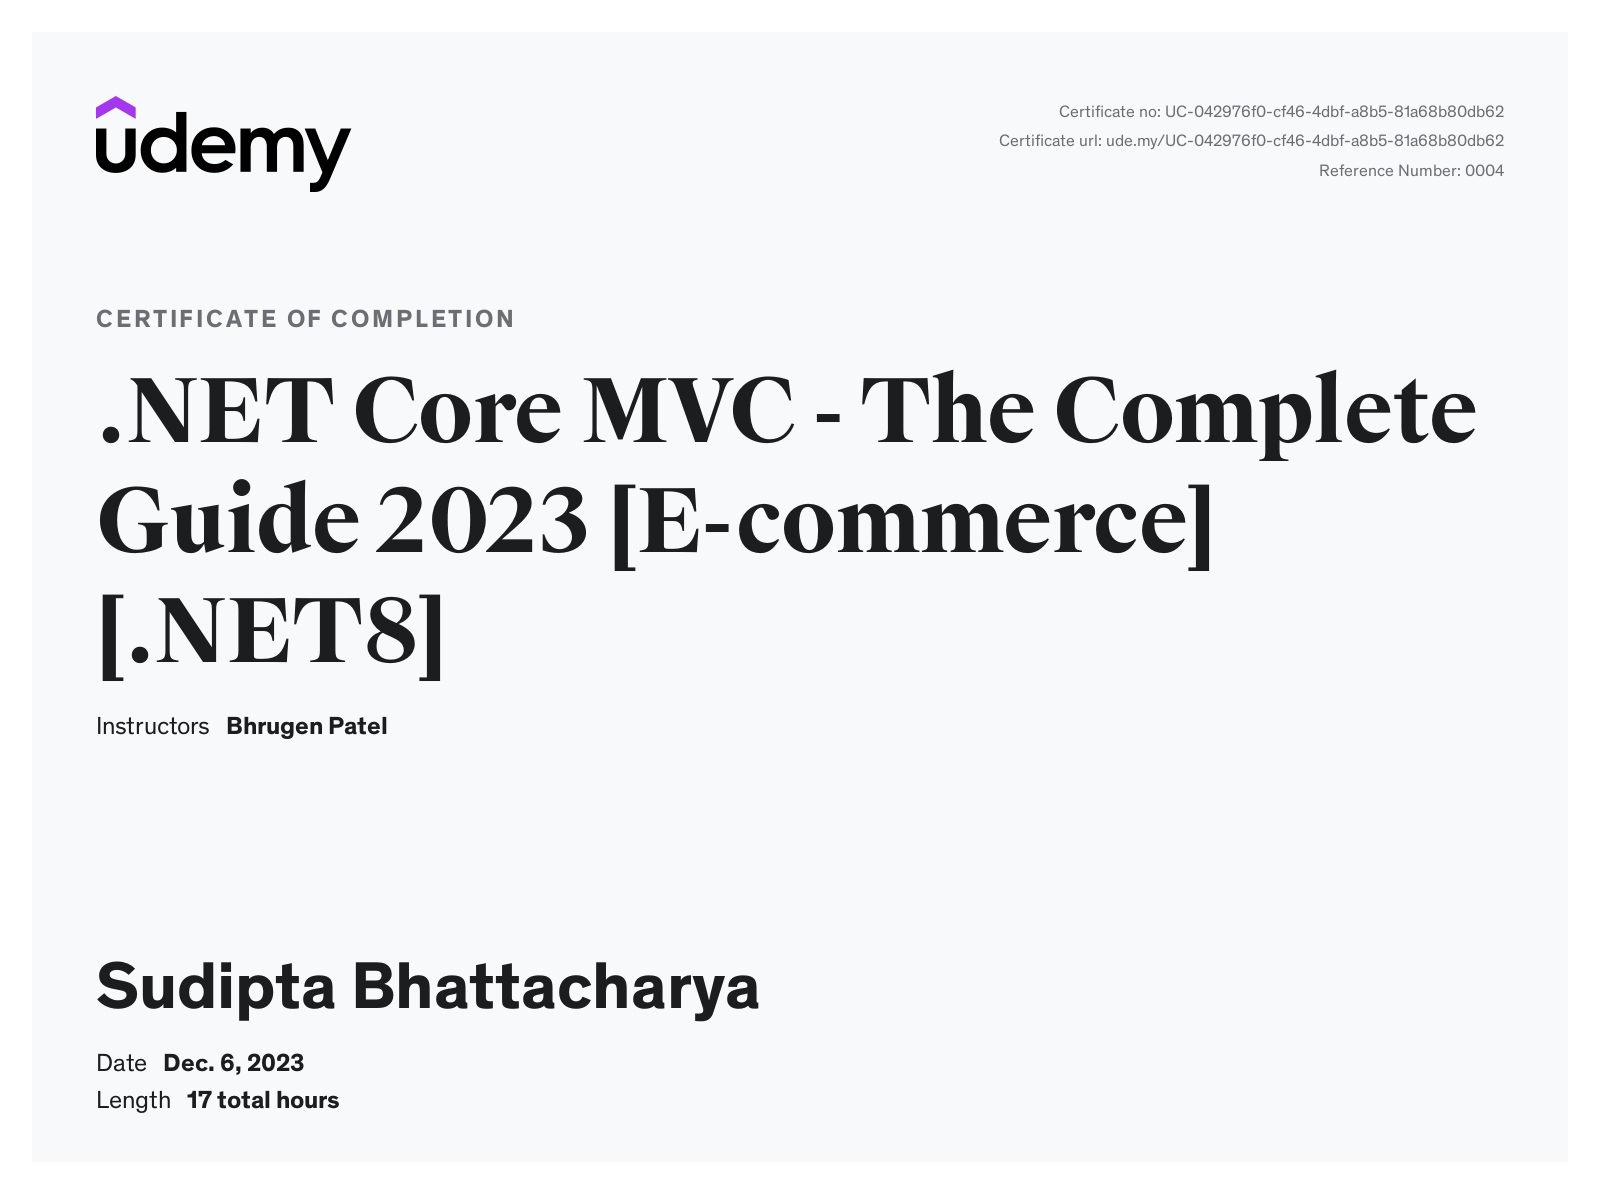 udemy
Certificate no: UC-042976f0-cf46-4dbf-a8b5-81a68b80db62
Certificate url: ude.my/UC-042976f0-cf46-4dbf-a8b5-81a68b80db62
Reference Number: 0004
CERTIFICATE OF COMPLETION
.NET Core MVC - The Complete
Guide 2023 [E-commerce]
[.NET8]
Instructors Bhrugen Patel
Sudipta Bhattacharya
Date Dec. 6, 2023
Length 17 total hours